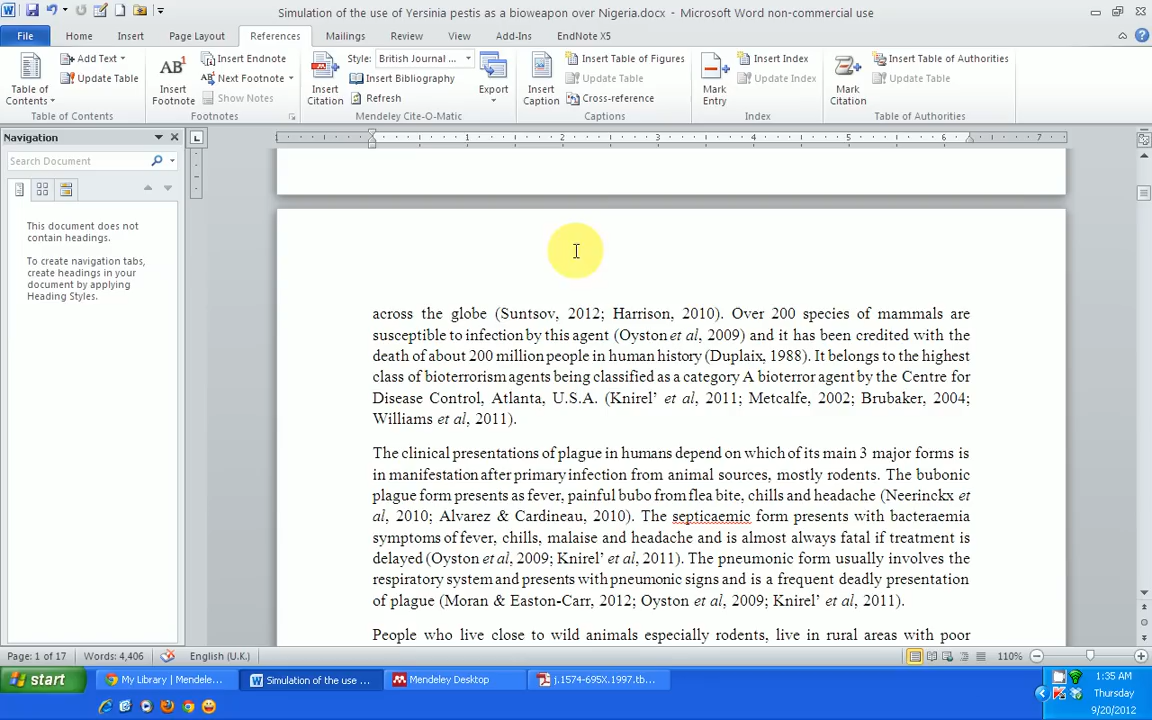 Simulation of the use of Yersinia pestis as a bioweapon over Nigeria.docx - Microsoft Word non-commercial use
File Home Insert Page Layout References Mailings Review View Add-Ins EndNote X5
Table of Contents
Add Text
Update Table
Table of Contents
AB1
Insert Footnote
Insert Endnote
Next Footnote
Show Notes
Footnotes
Insert Citation
Style: British Journal ...
Insert Bibliography
Refresh
Export
Mendeley Cite-O-Matic
Insert Caption
Insert Table of Figures
Update Table
Cross-reference
Captions
Mark Entry
Insert Index
Update Index
Index
Mark Citation
Insert Table of Authorities
Update Table
Table of Authorities
Navigation
Search Document
This document does not
contain headings.
To create navigation tabs,
create headings in your
document by applying
Heading Styles.
1 1 2 3 4 5 6 7
across the globe (Suntsov, 2012; Harrison, 2010). Over 200 species of mammals are
susceptible to infection by this agent (Oyston et al, 2009) and it has been credited with the
death of about 200 million people in human history (Duplaix, 1988). It belongs to the highest
class of bioterrorism agents being classified as a category A bioterror agent by the Centre for
Disease Control, Atlanta, U.S.A. (Knirel’ et al, 2011; Metcalfe, 2002; Brubaker, 2004;
Williams et al, 2011).
The clinical presentations of plague in humans depend on which of its main 3 major forms is
in manifestation after primary infection from animal sources, mostly rodents. The bubonic
plague form presents as fever, painful bubo from flea bite, chills and headache (Neerinckx et
al, 2010; Alvarez & Cardineau, 2010). The septicaemic form presents with bacteraemia
symptoms of fever, chills, malaise and headache and is almost always fatal if treatment is
delayed (Oyston et al, 2009; Knirel’ et al, 2011). The pneumonic form usually involves the
respiratory system and presents with pneumonic signs and is a frequent deadly presentation
of plague (Moran & Easton-Carr, 2012; Oyston et al, 2009; Knirel’ et al, 2011).
People who live close to wild animals especially rodents, live in rural areas with poor
Page: 1 of 17 Words: 4,406 English (U.K.) 110%
start My Library | Mendele... Simulation of the use ... Mendeley Desktop j.1574-695X.1997.tb...
1:35 AM
Thursday
9/20/2012